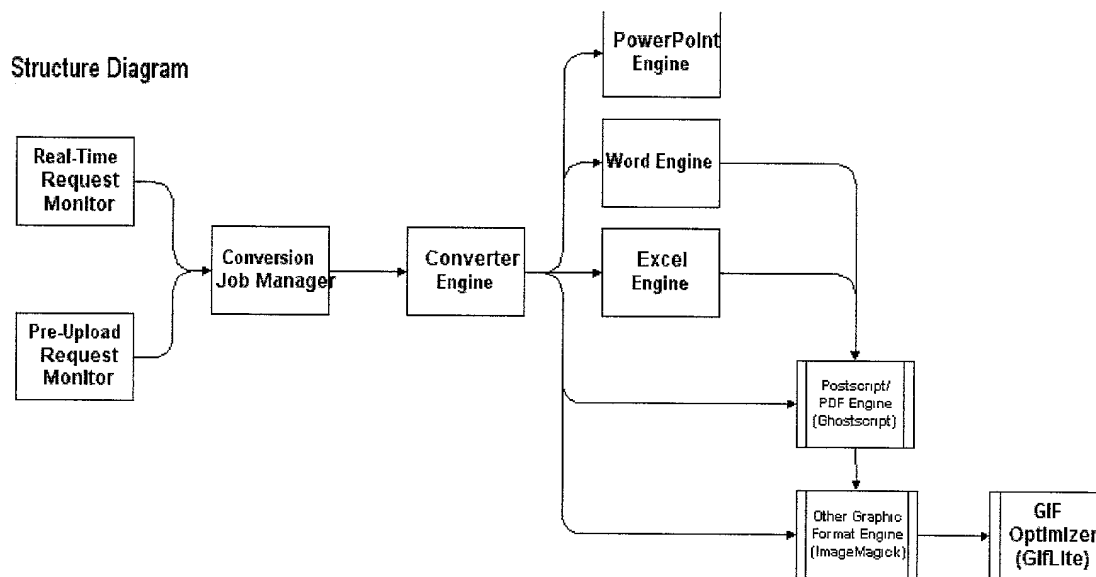 Structure Diagram
PowerPoint
Engine
Real-Time
Request
Monitor
Word Engine
Conversion
Job Manager
Converter
Engine
Excel
Engine
Pre-Upload
Request
Monitor
Postscript/
PDF Engine
(Ghostscript)
Other Graphic
Format Engine
(ImageMagick)
GIF
Optimizer
(GifLite)